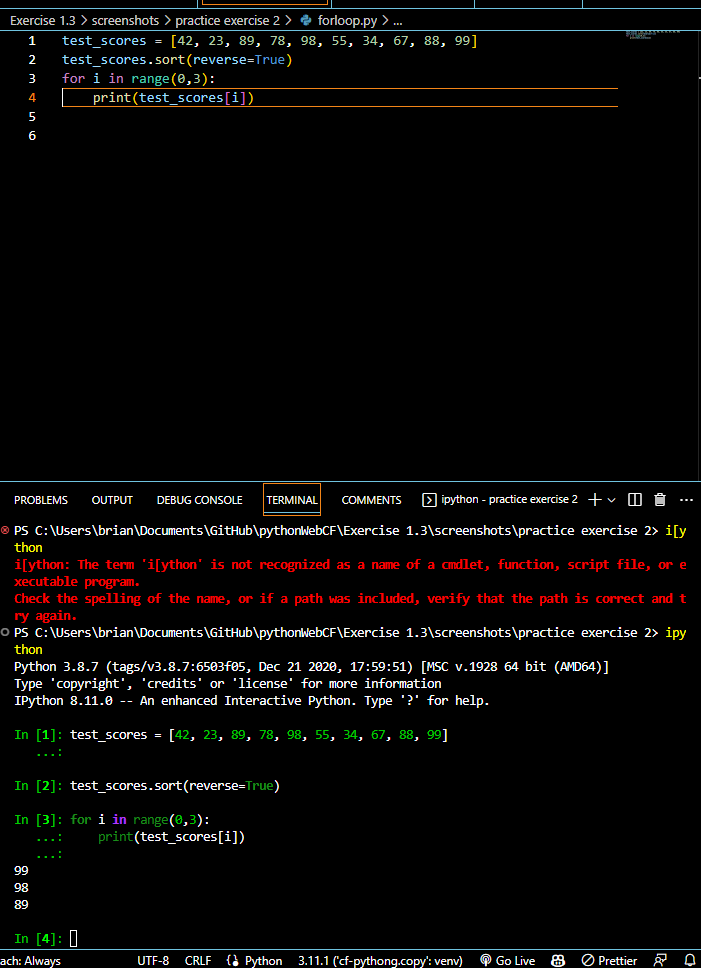 Exercise 1.3 > screenshots > practice exercise 2 > forloop.py > ...
1 test_scores = [42, 23, 89, 78, 98, 55, 34, 67, 88, 99]
2 test_scores.sort(reverse=True)
3 for i in range(0,3):
4     print(test_scores[i])
5
6
PROBLEMS OUTPUT DEBUG CONSOLE TERMINAL COMMENTS ipython - practice exercise 2
PS C:\Users\brian\Documents\GitHub\pythonWebCF\Exercise 1.3\screenshots\practice exercise 2> i[y
thon
i[ython: The term 'i[ython' is not recognized as a name of a cmdlet, function, script file, or e
xecutable program.
Check the spelling of the name, or if a path was included, verify that the path is correct and t
ry again.
PS C:\Users\brian\Documents\GitHub\pythonWebCF\Exercise 1.3\screenshots\practice exercise 2> ipy
thon
Python 3.8.7 (tags/v3.8.7:6503f05, Dec 21 2020, 17:59:51) [MSC v.1928 64 bit (AMD64)]
Type 'copyright', 'credits' or 'license' for more information
IPython 8.11.0 -- An enhanced Interactive Python. Type '?' for help.
In [1]: test_scores = [42, 23, 89, 78, 98, 55, 34, 67, 88, 99]
   ...:
In [2]: test_scores.sort(reverse=True)
In [3]: for i in range(0,3):
   ...:     print(test_scores[i])
   ...:
99
98
89
In [4]:
ach: Always UTF-8 CRLF Python 3.11.1 ('cf-pythong.copy': venv) Go Live Prettier